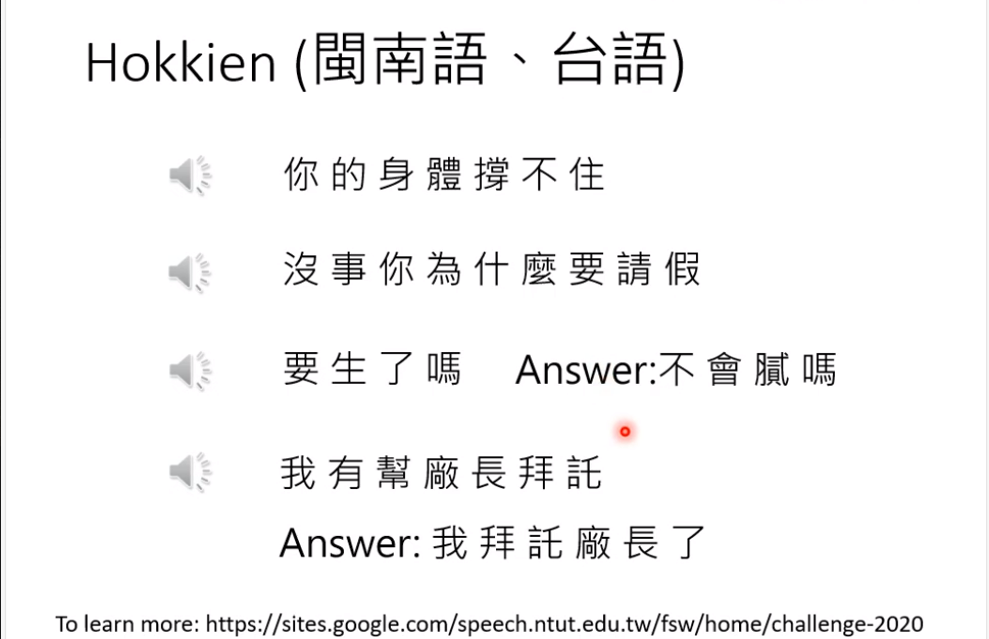 Hokkien (閩南語、台語)
你的身體撐不住
沒事你為什麼要請假
要生了嗎 Answer:不會膩嗎
我有幫廠長拜託
Answer: 我拜託廠長了
To learn more: https://sites.google.com/speech.ntut.edu.tw/fsw/home/challenge-2020